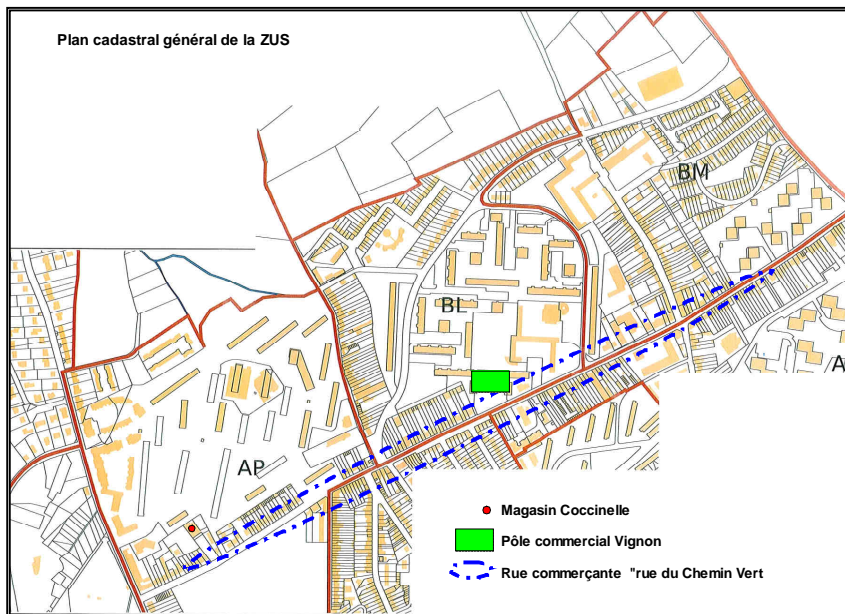 Plan cadastral général de la ZUS
BM
BL
A
AP
Magasin Coccinelle
Pôle commercial Vignon
Rue commerçante "rue du Chemin Vert